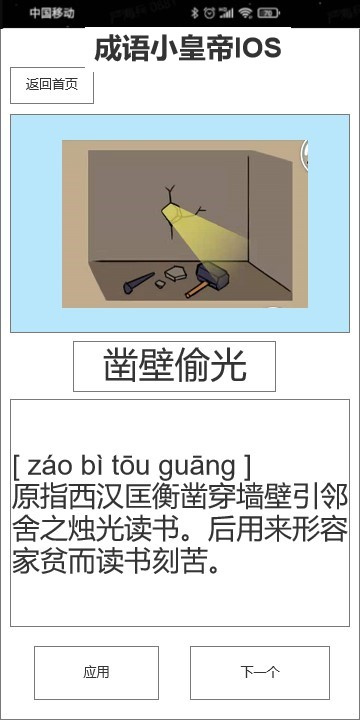 中国移动
成语小皇帝IOS
返回首页
凿壁偷光
[ záo bì tōu guāng ]
原指西汉匡衡凿穿墙壁引邻
舍之烛光读书。后用来形容
家贫而读书刻苦。
应用
下一个